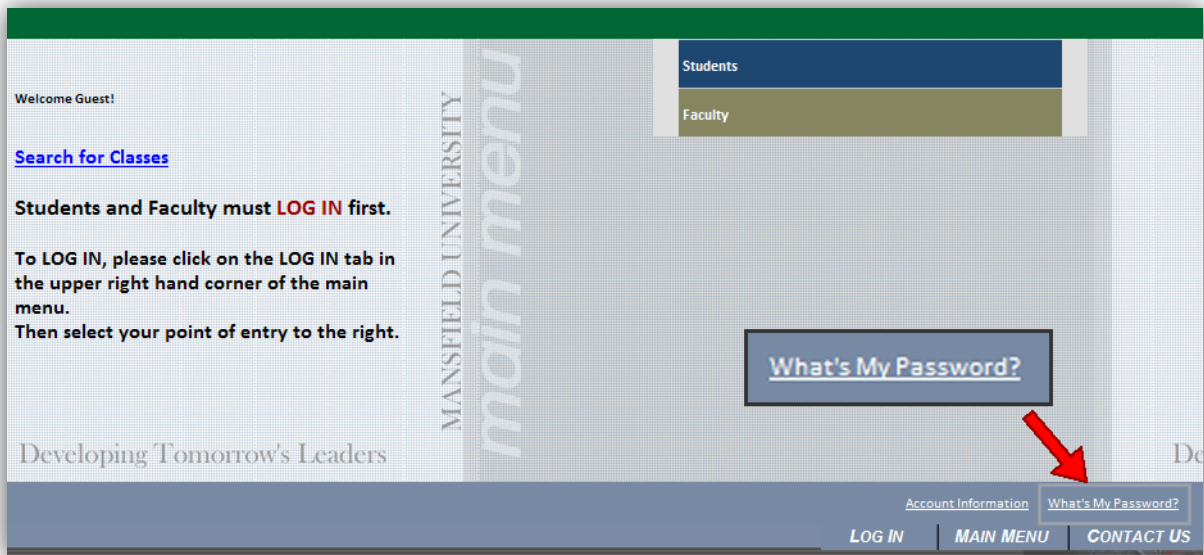 Students
Welcome Guest!
Faculty
Search for Classes
Students and Faculty must LOG IN first.
To LOG IN, please click on the LOG IN tab in
the upper right hand corner of the main
menu.
Then select your point of entry to the right.
MANSFIELD UNIVERSITY
main menu
What's My Password?
Developing Tomorrow's Leaders
De
Account Information
What's My Password?
LOG IN
MAIN MENU
CONTACT US